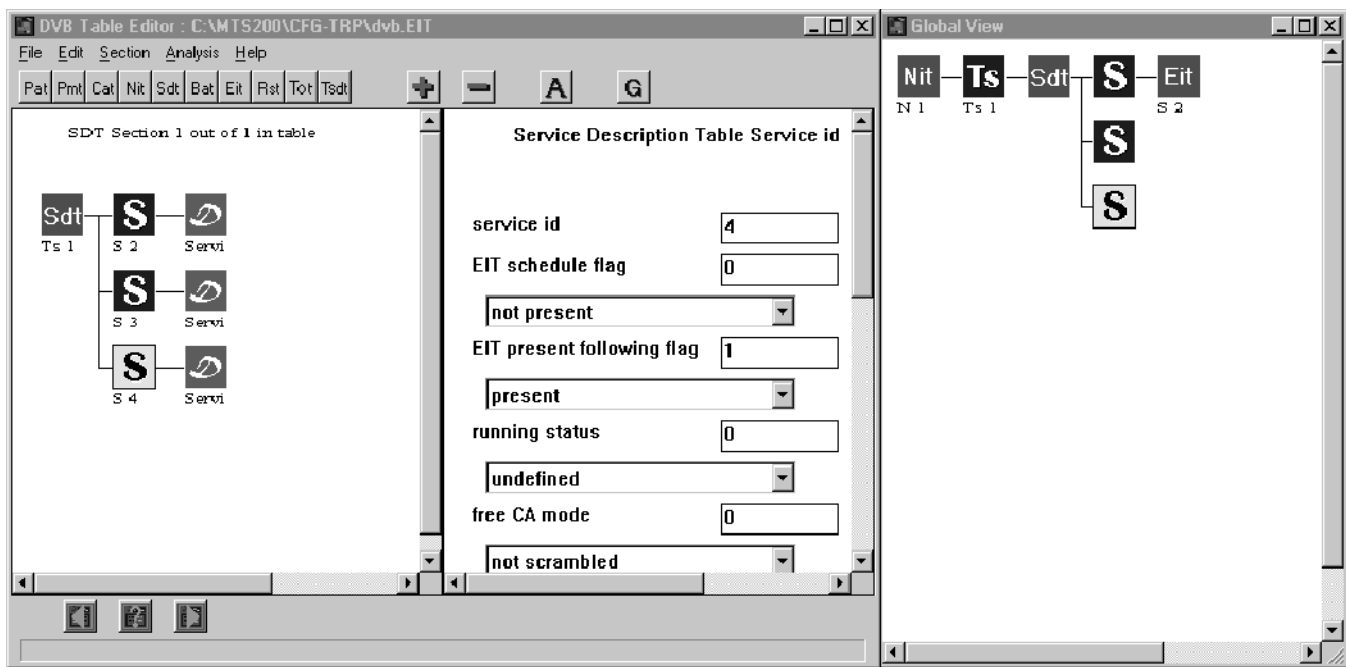 DVB Table Editor : C:\MTS200\CFG-TRP\dvb.EIT
File Edit Section Analysis Help
Pat Pmt Cat Nit Sdt Bat Eit Rst Tot Tsdt
A G
SDT Section 1 out of 1 in table
Sdt S
Ts 1 S 2 Servi
S
S 3 Servi
S
S 4 Servi
Service Description Table Service id
service id 4
EIT schedule flag 0
not present
EIT present following flag 1
present
running status 0
undefined
free CA mode 0
not scrambled
Global View
Nit Ts Sdt S Eit
N 1 Ts 1 S 2
S
S